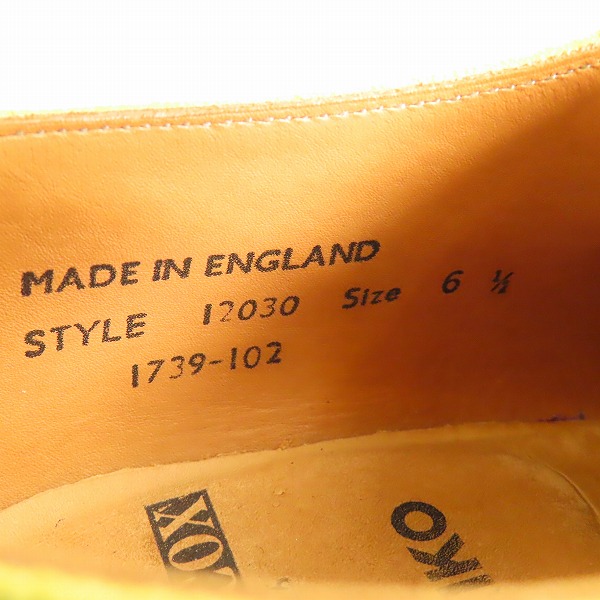 MADE IN ENGLAND
STYLE 12030 Size 6 ½
1739-102